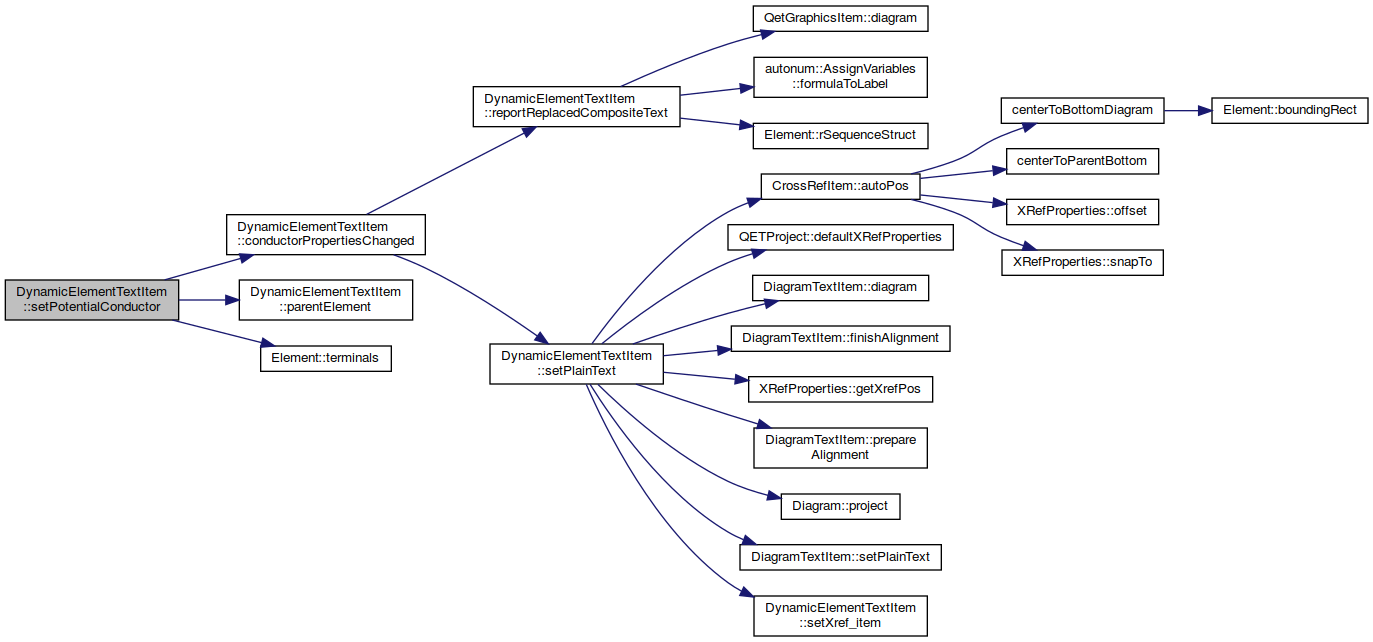 DynamicElementTextItem
::setPotentialConductor
DynamicElementTextItem
::conductorPropertiesChanged
DynamicElementTextItem
::parentElement
Element::terminals
DynamicElementTextItem
::reportReplacedCompositeText
DynamicElementTextItem
::setPlainText
QetGraphicsItem::diagram
autonum::AssignVariables
::formulaToLabel
Element::rSequenceStruct
CrossRefItem::autoPos
QETProject::defaultXRefProperties
DiagramTextItem::diagram
DiagramTextItem::finishAlignment
XRefProperties::getXrefPos
DiagramTextItem::prepare
Alignment
Diagram::project
DiagramTextItem::setPlainText
DynamicElementTextItem
::setXref_item
centerToBottomDiagram
centerToParentBottom
XRefProperties::offset
XRefProperties::snapTo
Element::boundingRect